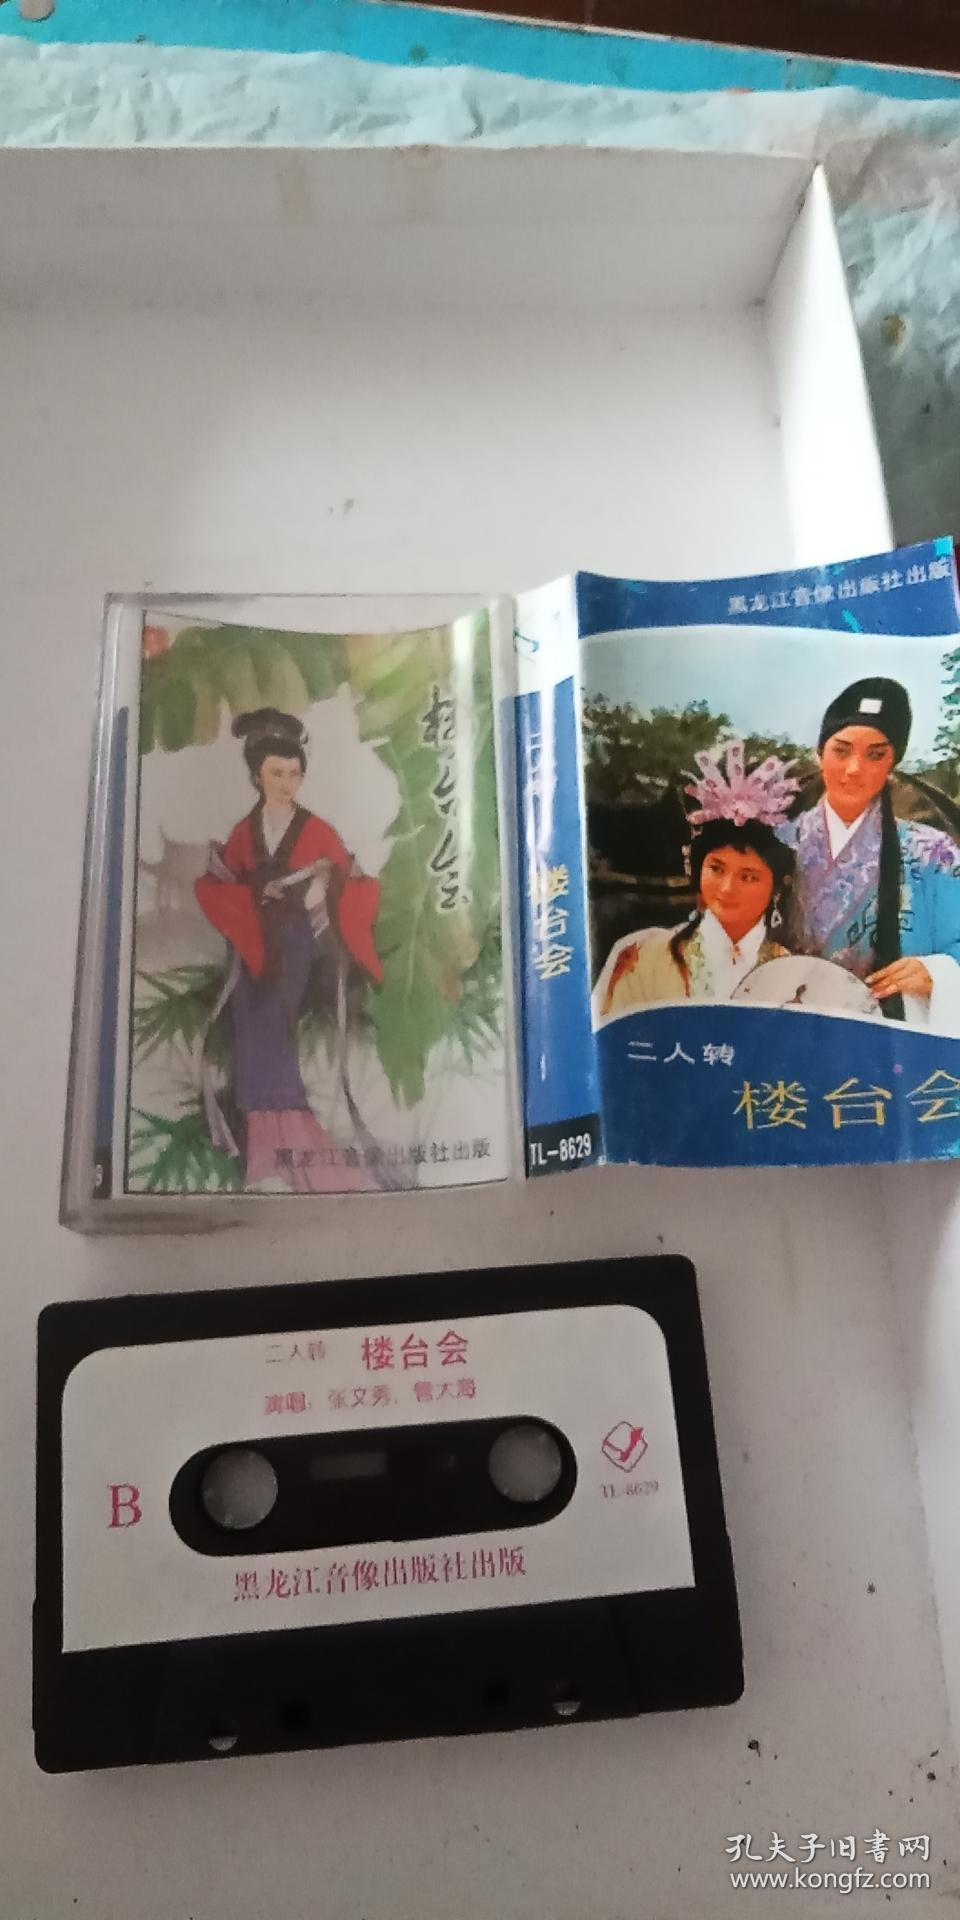 楼台会
黑龙江音像出版社出版
楼台会
TL-8629
黑龙江音像出版社出版
二人转
楼台会
二人转 楼台会
演唱：张文秀、管大海
B
TL-8629
黑龙江音像出版社出版
孔夫子旧书网
www.kongfz.com